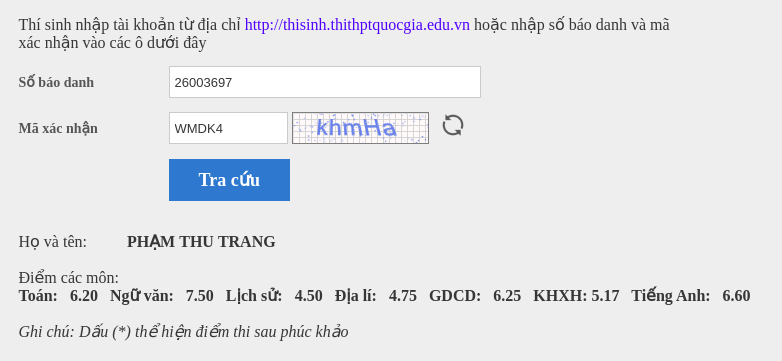 Thí sinh nhập tài khoản từ địa chỉ http://thisinh.thithptquocgia.edu.vn hoặc nhập số báo danh và mã
xác nhận vào các ô dưới đây
Số báo danh 26003697
Mã xác nhận WMDK4 khmHa
Tra cứu
Họ và tên: PHẠM THU TRANG
Điểm các môn:
Toán: 6.20 Ngữ văn: 7.50 Lịch sử: 4.50 Địa lí: 4.75 GDCD: 6.25 KHXH: 5.17 Tiếng Anh: 6.60
Ghi chú: Dấu (*) thể hiện điểm thi sau phúc khảo